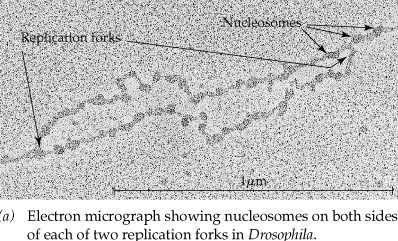 Nucleosomes
Replication forks
1µm
(a) Electron micrograph showing nucleosomes on both sides
of each of two replication forks in Drosophila.